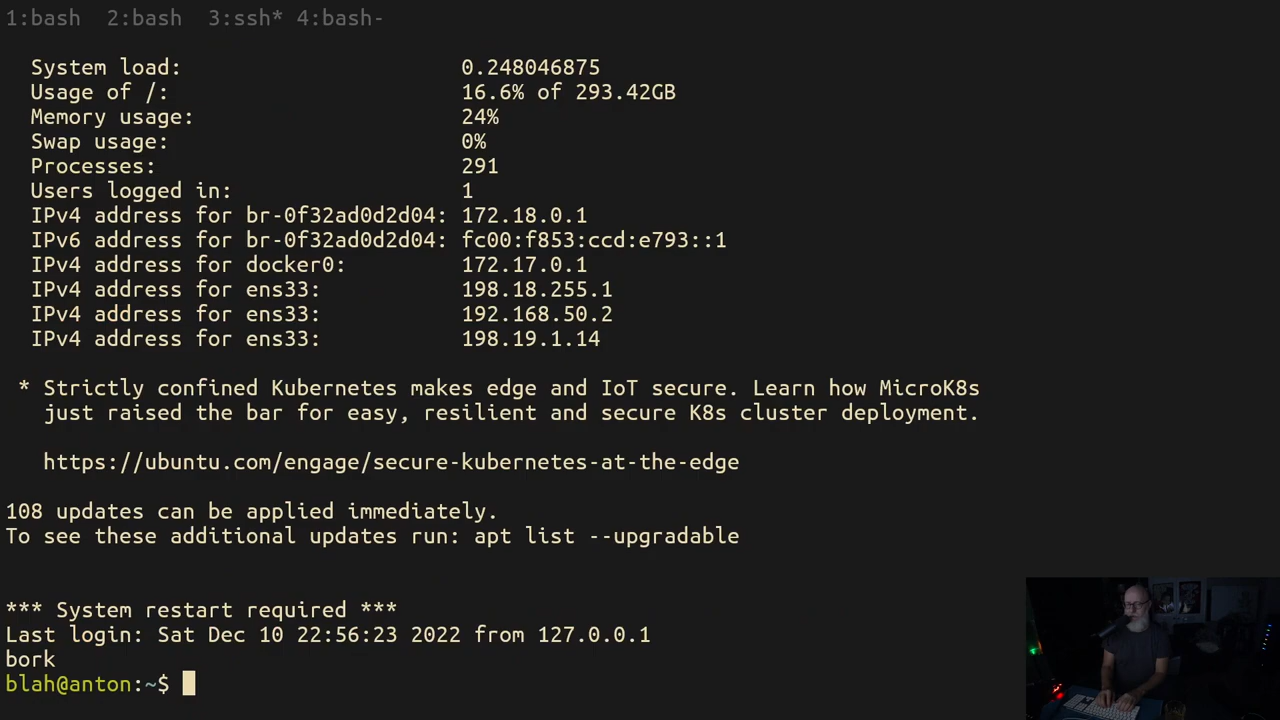 1:bash  2:bash  3:ssh* 4:bash-
System load:                      0.248046875
Usage of /:                       16.6% of 293.42GB
Memory usage:                     24%
Swap usage:                       0%
Processes:                        291
Users logged in:                  1
IPv4 address for br-0f32ad0d2d04: 172.18.0.1
IPv6 address for br-0f32ad0d2d04: fc00:f853:ccd:e793::1
IPv4 address for docker0:         172.17.0.1
IPv4 address for ens33:           198.18.255.1
IPv4 address for ens33:           192.168.50.2
IPv4 address for ens33:           198.19.1.14
* Strictly confined Kubernetes makes edge and IoT secure. Learn how MicroK8s
just raised the bar for easy, resilient and secure K8s cluster deployment.
https://ubuntu.com/engage/secure-kubernetes-at-the-edge
108 updates can be applied immediately.
To see these additional updates run: apt list --upgradable
*** System restart required ***
Last login: Sat Dec 10 22:56:23 2022 from 127.0.0.1
bork
blah@anton:~$